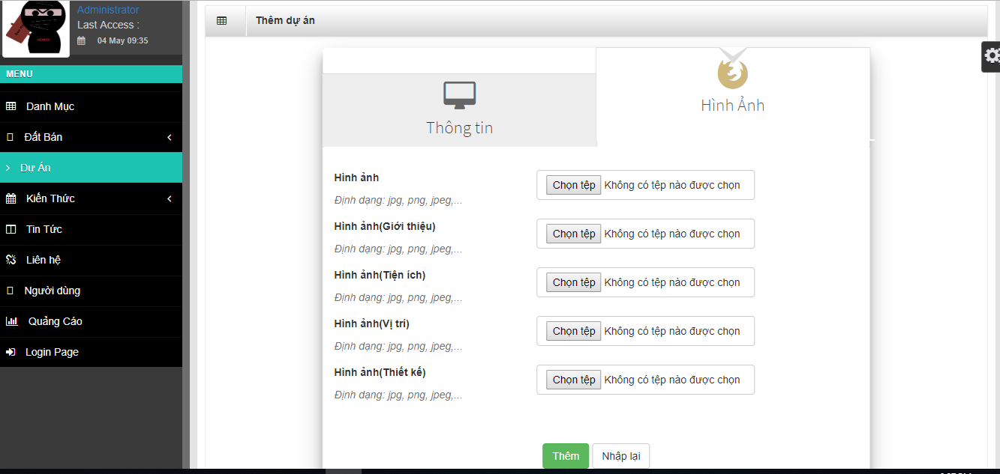 Administrator
Last Access :
04 May 09:35
MENU
Danh Mục
Đất Bán
Dự Án
Kiến Thức
Tin Tức
Liên hệ
Người dùng
Quảng Cáo
Login Page
Thêm dự án
Thông tin
Hình Ảnh
Hình ảnh
Định dạng: jpg, png, jpeg,...
Chọn tệp Không có tệp nào được chọn
Hình ảnh(Giới thiệu)
Định dạng: jpg, png, jpeg,...
Chọn tệp Không có tệp nào được chọn
Hình ảnh(Tiện ích)
Định dạng: jpg, png, jpeg,...
Chọn tệp Không có tệp nào được chọn
Hình ảnh(Vị trí)
Định dạng: jpg, png, jpeg,...
Chọn tệp Không có tệp nào được chọn
Hình ảnh(Thiết kế)
Định dạng: jpg, png, jpeg,...
Chọn tệp Không có tệp nào được chọn
Thêm Nhập lại